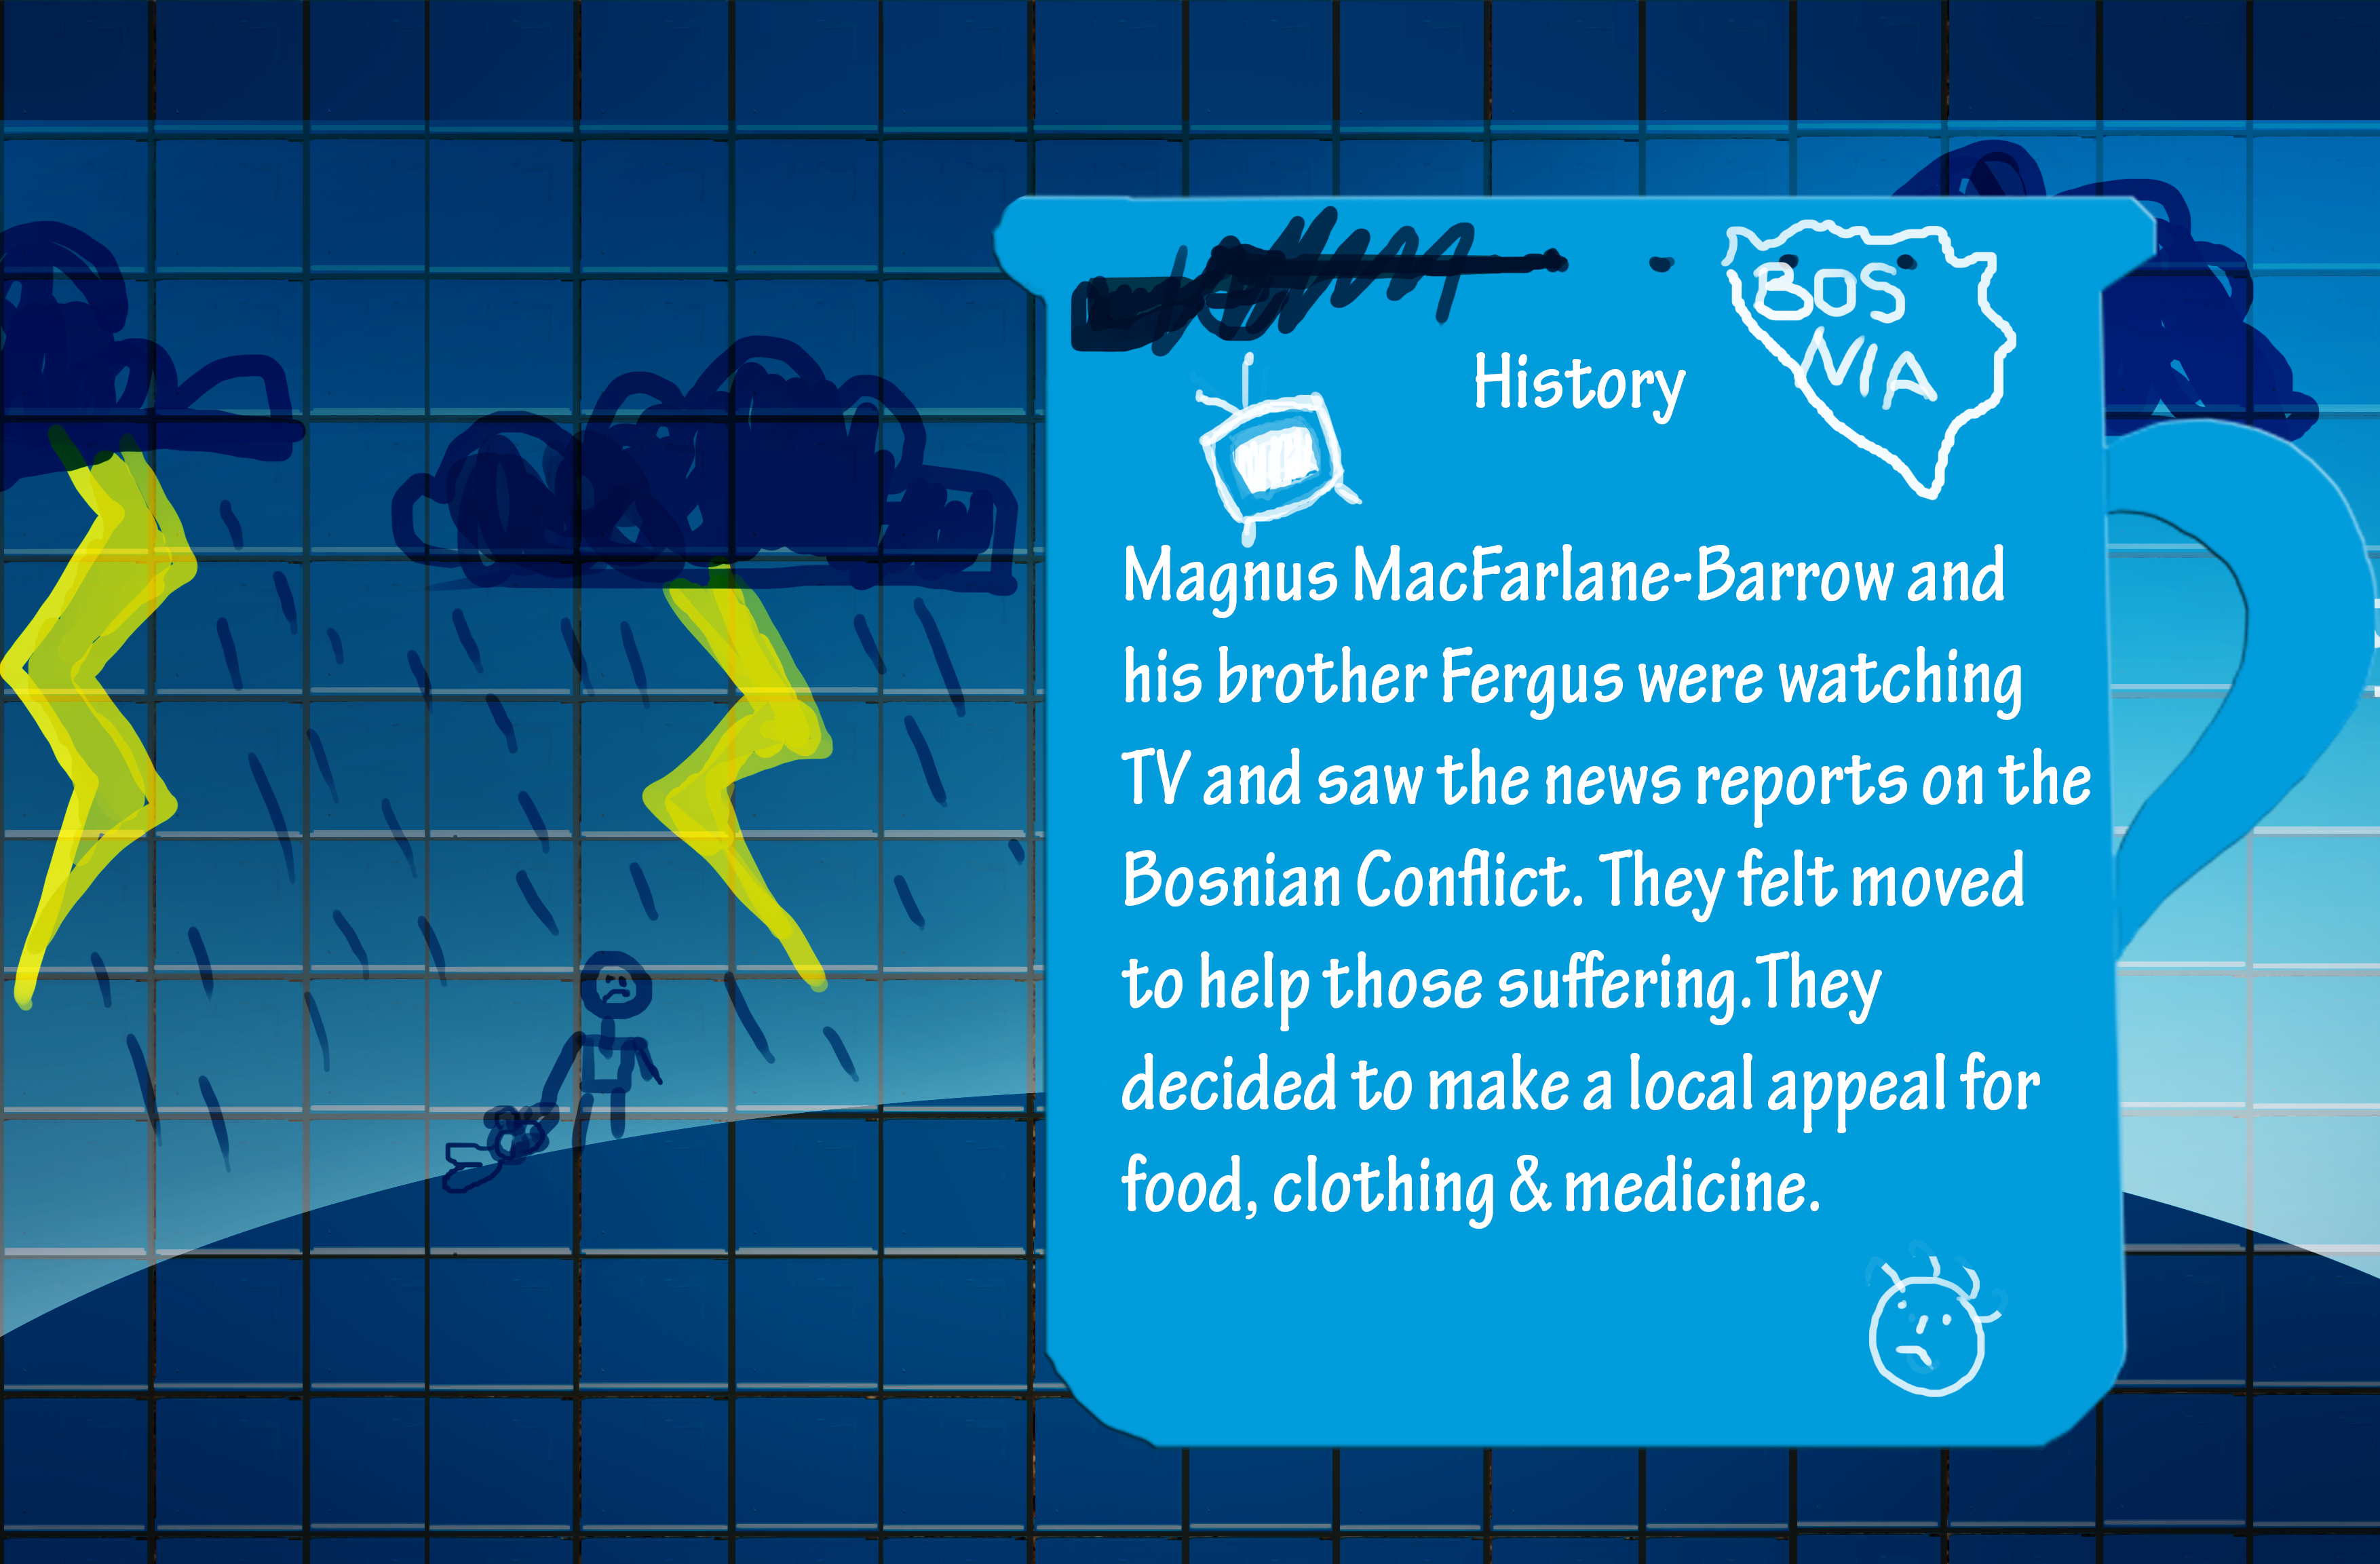 BOS
NIA
History
Magnus MacFarlane-Barrow and
his brother Fergus were watching
TV and saw the news reports on the
Bosnian Conflict. They felt moved
to help those suffering.They
decided to make a local appeal for
food, clothing & medicine.